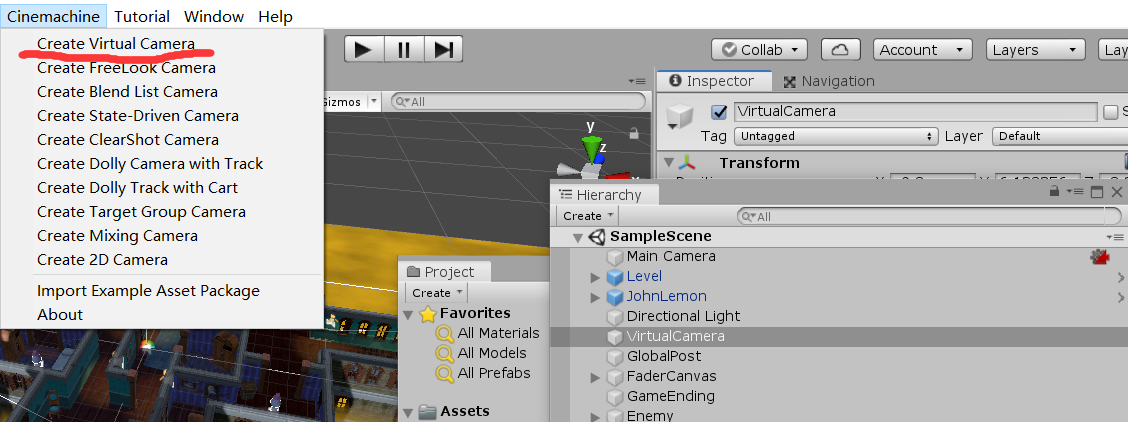 Cinemachine Tutorial Window Help
Create Virtual Camera
Create FreeLook Camera
Create Blend List Camera
Create State-Driven Camera
Create ClearShot Camera
Create Dolly Camera with Track
Create Dolly Track with Cart
Create Target Group Camera
Create Mixing Camera
Create 2D Camera
Import Example Asset Package
About
Collab Account Layers Lay
Gizmos All
y
z
Inspector Navigation
VirtualCamera S
Tag Untagged Layer Default
Transform
Hierarchy
Create All
SampleScene
Main Camera
Level
JohnLemon
Directional Light
VirtualCamera
GlobalPost
FaderCanvas
GameEnding
Enemy
Project
Create
Favorites
All Materials
All Models
All Prefabs
Assets